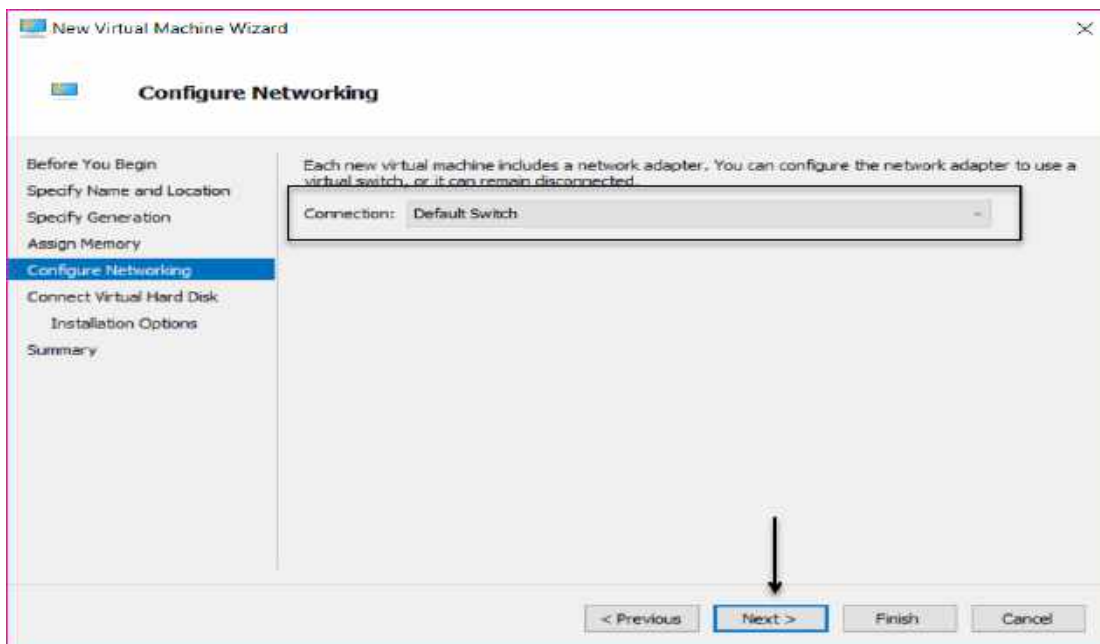 New Virtual Machine Wizard
Configure Networking
Before You Begin
Specify Name and Location
Specify Generation
Assign Memory
Configure Networking
Connect Virtual Hard Disk
Installation Options
Summary
Each new virtual machine includes a network adapter. You can configure the network adapter to use a
virtual switch, or it can remain disconnected.
Connection: Default Switch
< Previous Next > Finish Cancel